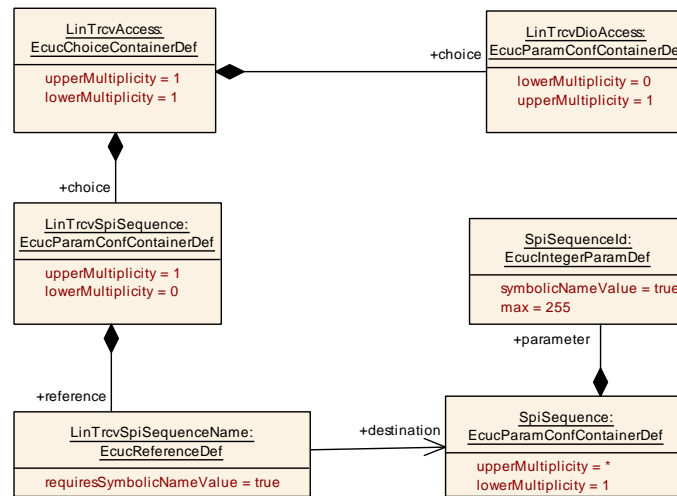 LinTrcvAccess:
EcucChoiceContainerDef
upperMultiplicity = 1
lowerMultiplicity = 1
+choice
LinTrcvDioAccess:
EcucParamConfContainerDe
lowerMultiplicity = 0
upperMultiplicity = 1
+choice
LinTrcvSpiSequence:
EcucParamConfContainerDef
upperMultiplicity = 1
lowerMultiplicity = 0
SpiSequenceId:
EcucIntegerParamDef
symbolicNameValue = true
max = 255
+parameter
+reference
LinTrcvSpiSequenceName:
EcucReferenceDef
requiresSymbolicNameValue = true
+destination
SpiSequence:
EcucParamConfContainerDef
upperMultiplicity = *
lowerMultiplicity = 1